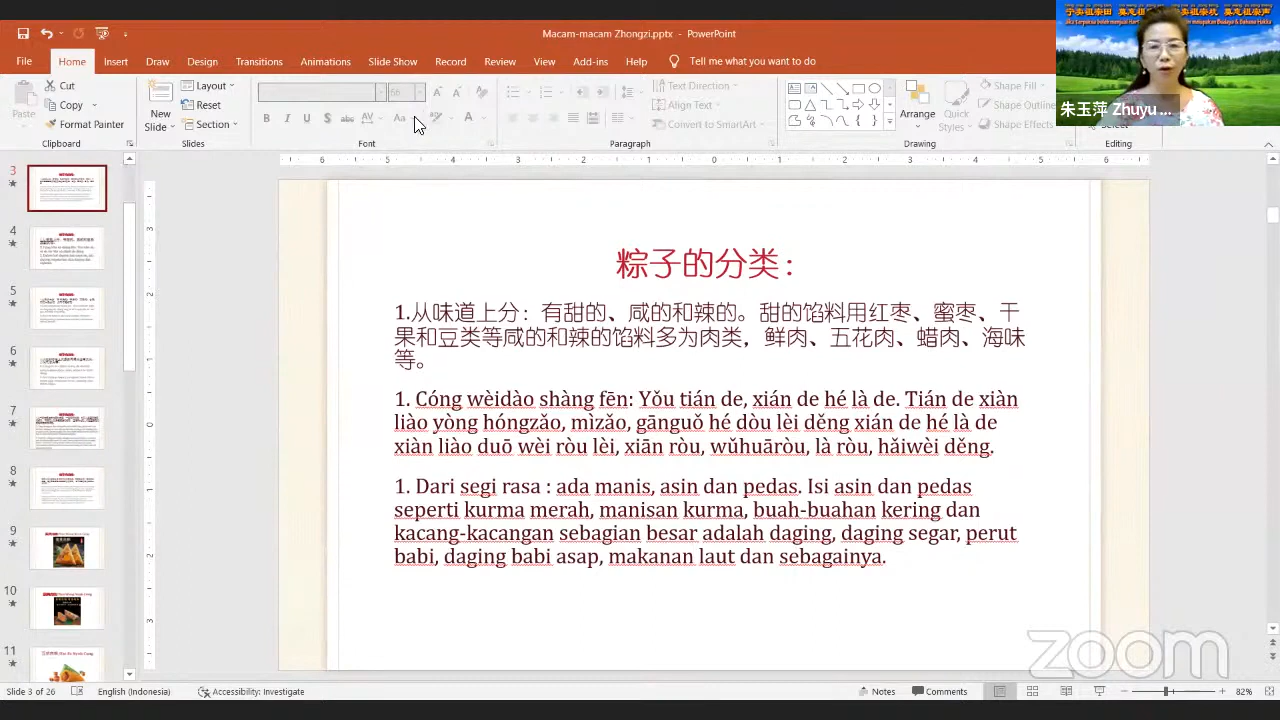 Macam-macam Zhongzi.pptx - PowerPoint
File Home Insert Draw Design Transitions Animations Slide Show Record Review View Add-ins Help Tell me what you want to do
Paste
Cut
Copy
Format Painter
Clipboard
New Slide
Layout
Reset
Section
Slides
Font
Text Direction
Align Text
Convert to SmartArt
Paragraph
Arrange
Quick Styles
Shape Outline
Shape Effects
Drawing
Editing
朱玉萍 Zhuyu ...
3
4
5
7
10
11
粽子的分类：
1.从味道上分：有甜的、咸的和辣的。甜的馅料用红枣、蜜枣、干
果和豆类等咸的和辣的馅料多为肉类，鲜肉、五花肉、蜡肉、海味
等。
1. Cóng wèidào shàng fēn: Yǒu tián de, xián de hé là de. Tián de xiàn
liào yòng hóngzǎo, mìzǎo, gānguǒ hé dòu lèi děng xián de hé là de
xiàn liào duō wèi ròu lèi, xiān ròu, wǔhuāròu, là ròu, hǎiwèi děng.
1. Dari segi rasa : ada manis, asin dan pedas. Isi asin dan pedas
seperti kurma merah, manisan kurma, buah-buahan kering dan
kacang-kacangan sebagian besar adalah daging, daging segar, perut
babi, daging babi asap, makanan laut dan sebagainya.
zoom
Slide 3 of 26 English (Indonesia) Accessibility: Investigate Notes Comments 82%